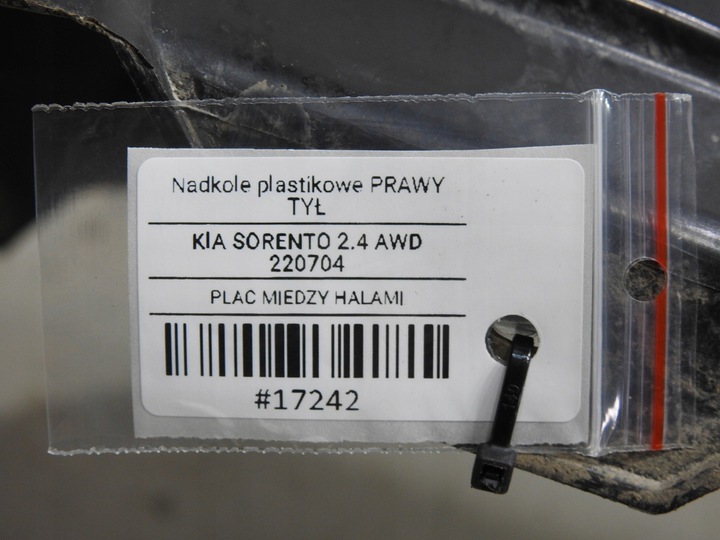 Nadkole plastikowe PRAWY
TYŁ
KIA SORENTO 2.4 AWD
220704
PLAC MIEDZY HALAMI
#17242